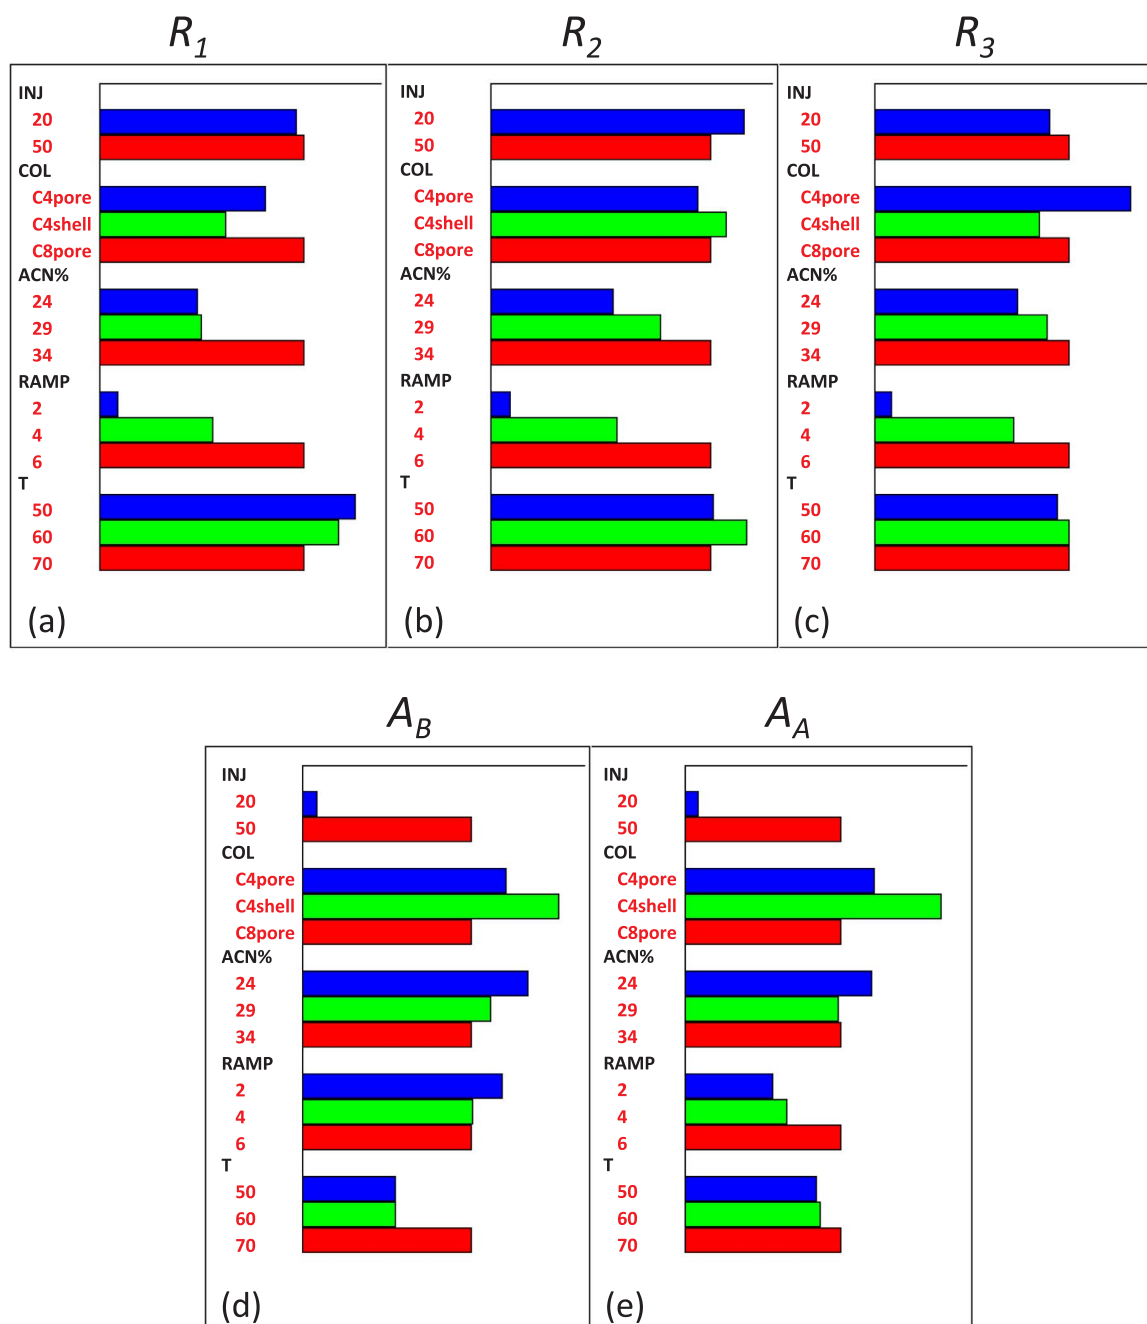 R1
INJ
20
50
COL
C4pore
C4shell
C8pore
ACN%
24
29
34
RAMP
2
4
6
T
50
60
70
(a)
R2
INJ
20
50
COL
C4pore
C4shell
C8pore
ACN%
24
29
34
RAMP
2
4
6
T
50
60
70
(b)
R3
INJ
20
50
COL
C4pore
C4shell
C8pore
ACN%
24
29
34
RAMP
2
4
6
T
50
60
70
(c)
AB
INJ
20
50
COL
C4pore
C4shell
C8pore
ACN%
24
29
34
RAMP
2
4
6
T
50
60
70
(d)
AA
INJ
20
50
COL
C4pore
C4shell
C8pore
ACN%
24
29
34
RAMP
2
4
6
T
50
60
70
(e)